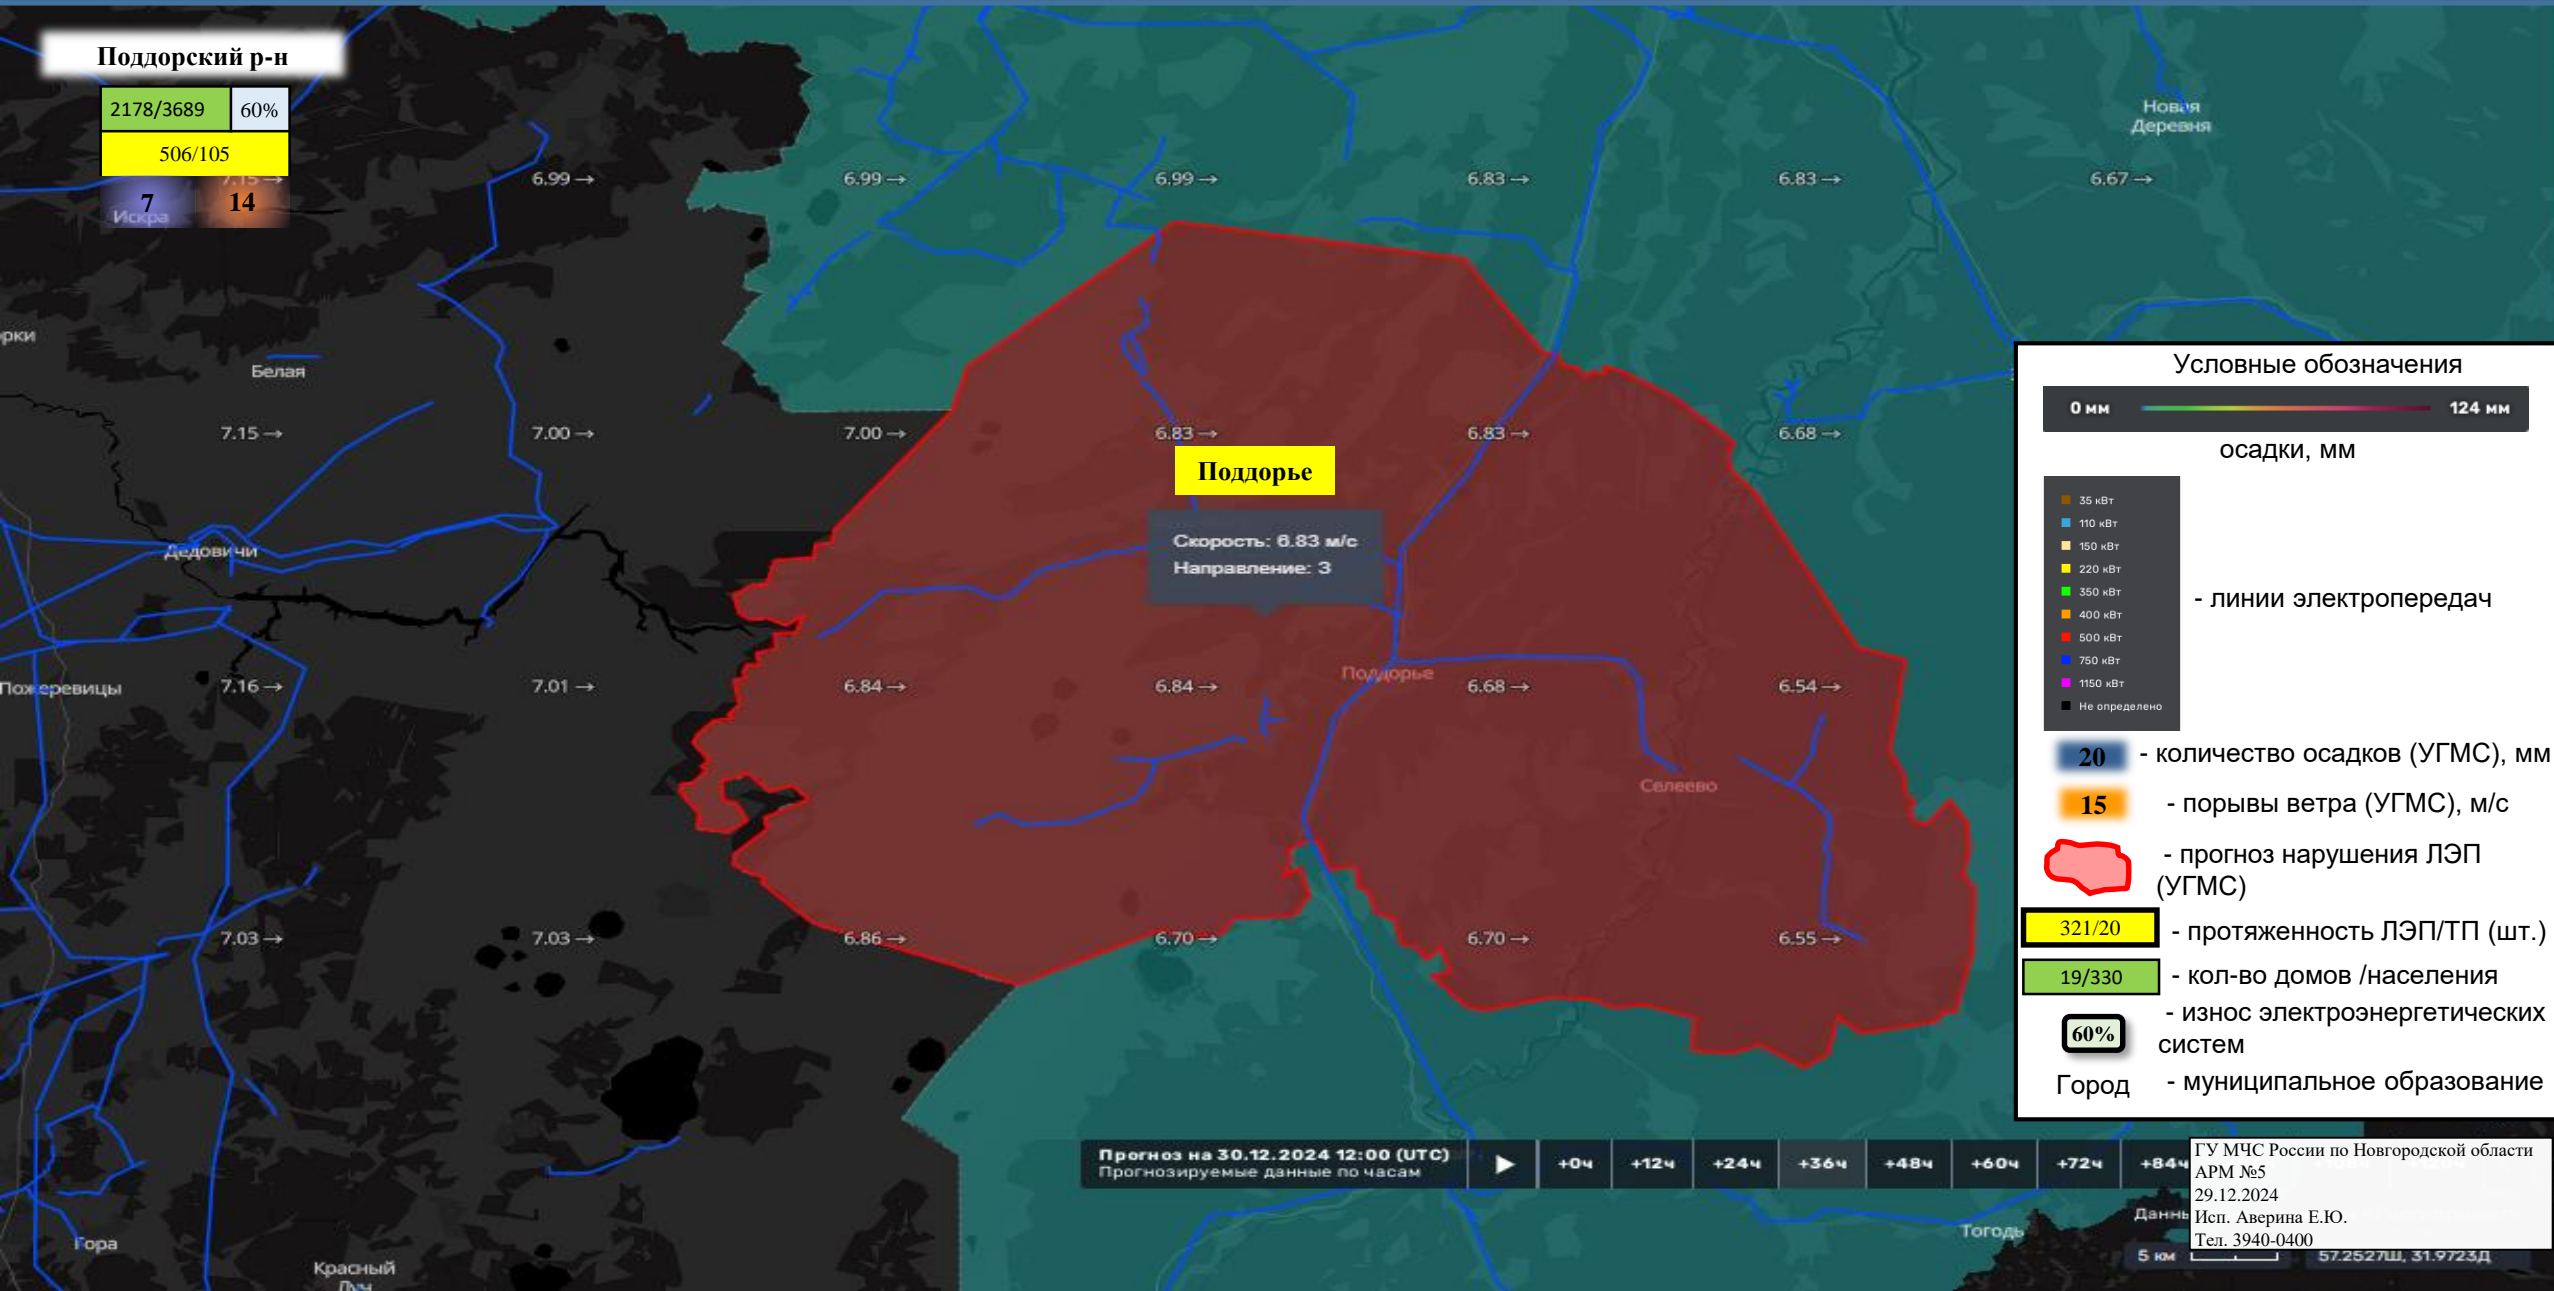 Поддорский р-н
2178/3689 60%
506/105
7.15→
7 14
Искра
6.99→ 6.99→ 6.99→ 6.83→ 6.83→ 6.67→
Новая
Деревня
рки
Белая
7.15→ 7.00→ 7.00→ 6.83→ 6.83→ 6.68→
Поддорье
Скорость: 6.83 м/с
Направление: З
Дедовичи
Пожеревицы
7.16→ 7.01→ 6.84→ 6.84→ 6.68→ 6.54→
Поддорье
Селеево
7.03→ 7.03→ 6.86→ 6.70→ 6.70→ 6.55→
Условные обозначения
0 мм 124 мм
осадки, мм
35 кВт
110 кВт
150 кВт
220 кВт
350 кВт
400 кВт
500 кВт
750 кВт
1150 кВт
Не определено
- линии электропередач
20 - количество осадков (УГМС), мм
15 - порывы ветра (УГМС), м/с
- прогноз нарушения ЛЭП
(УГМС)
321/20 - протяженность ЛЭП/ТП (шт.)
19/330 - кол-во домов /населения
60% - износ электроэнергетических
систем
Город - муниципальное образование
Прогноз на 30.12.2024 12:00 (UTC)
Прогнозируемые данные по часам
+0ч +12ч +24ч +36ч +48ч +60ч +72ч +84ч
ГУ МЧС России по Новгородской области
АРМ №5
29.12.2024
Исп. Аверина Е.Ю.
Тел. 3940-0400
Данны
Тогодь
5 км 57.2527Ш, 31.9723Д
Гора
Красный
Луч